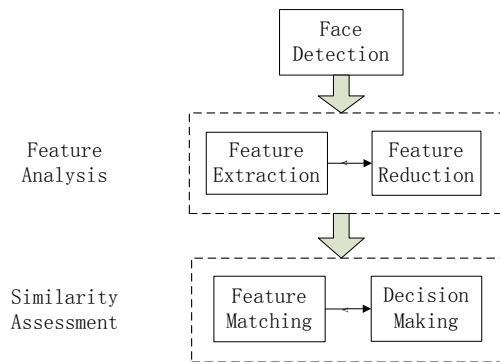 Face
Detection
Feature
Analysis
Feature
Extraction
Feature
Reduction
Similarity
Assessment
Feature
Matching
Decision
Making